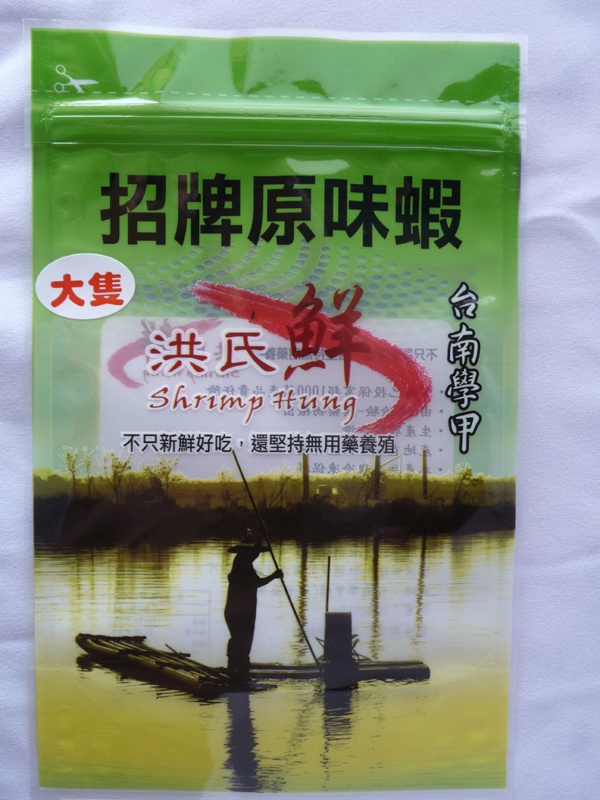 招牌原味蝦
大隻
洪氏鮮
Shrimp Hung
台南學甲
不只新鮮好吃，還堅持無用藥養殖